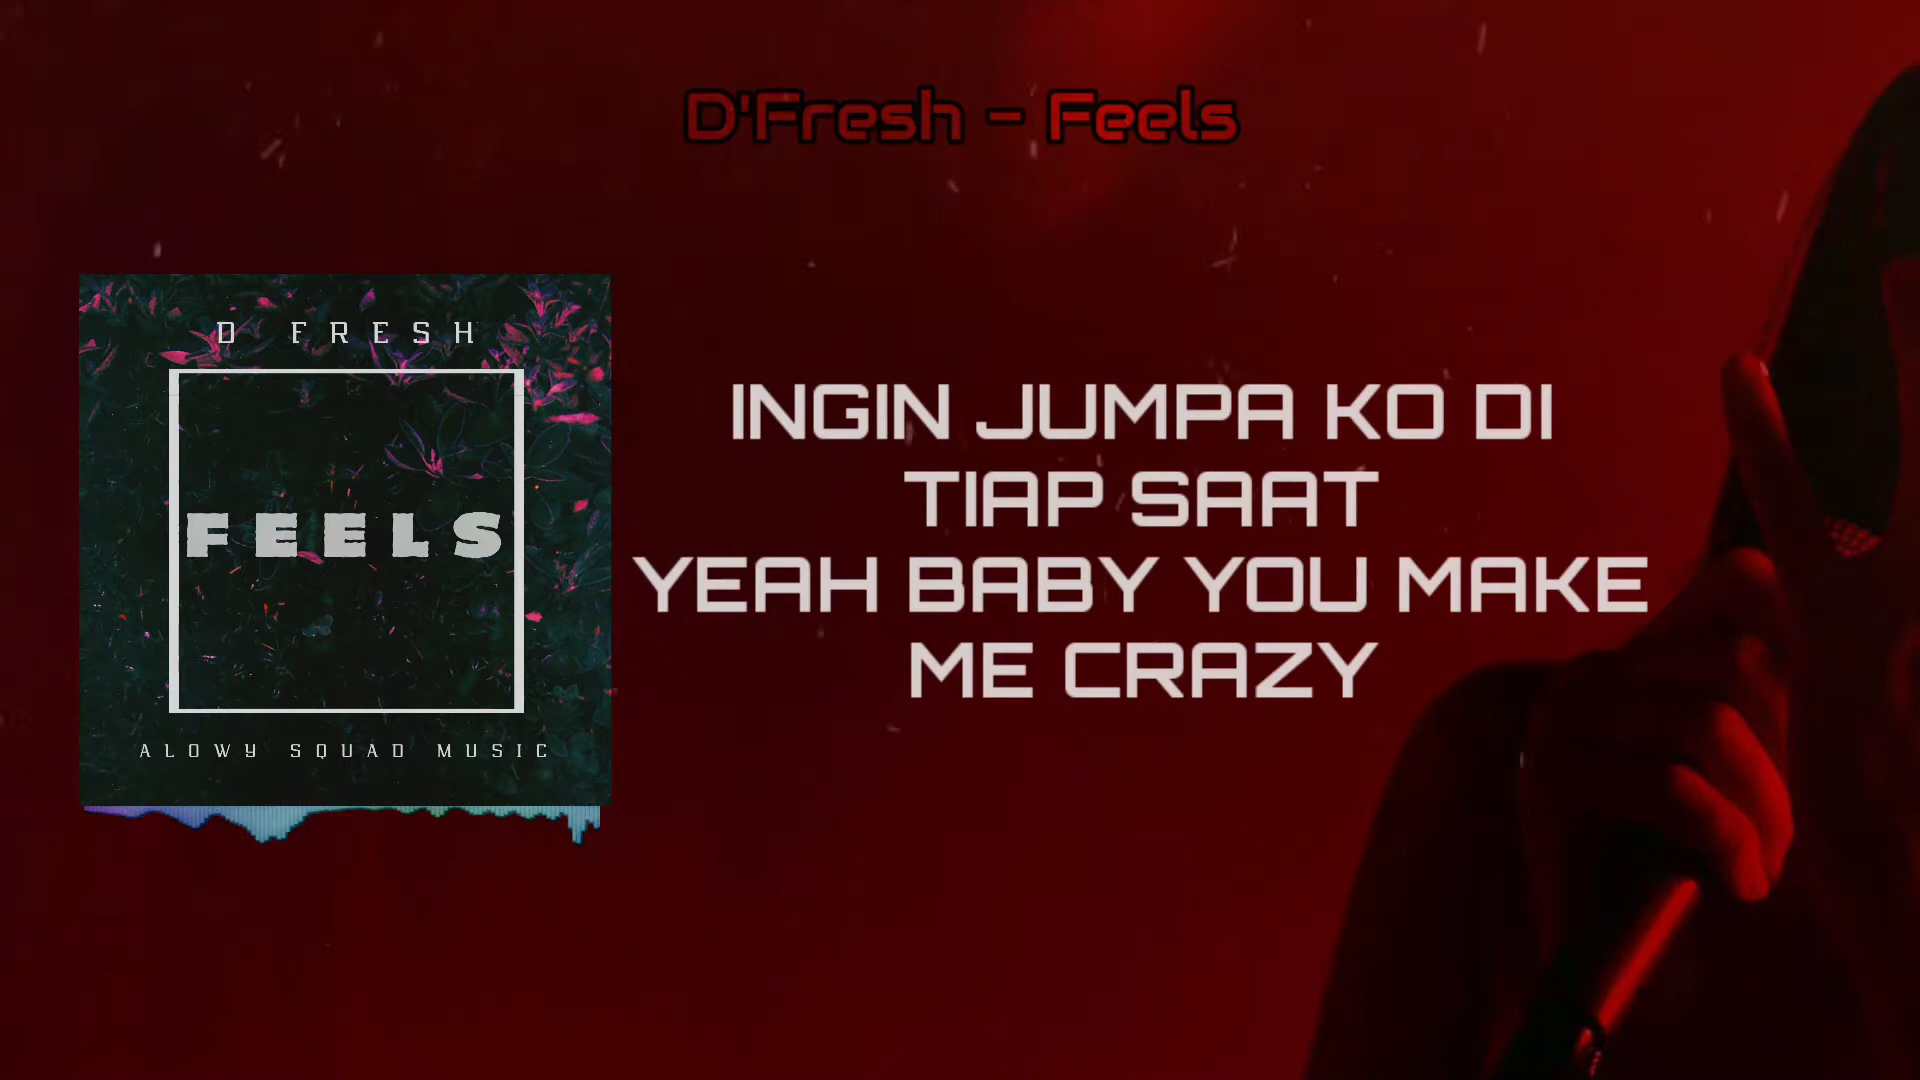 D'Fresh - Feels
D FRESH
FEELS
ALOWY SQUAD MUSIC
INGIN JUMPA KO DI
TIAP SAAT
YEAH BABY YOU MAKE
ME CRAZY